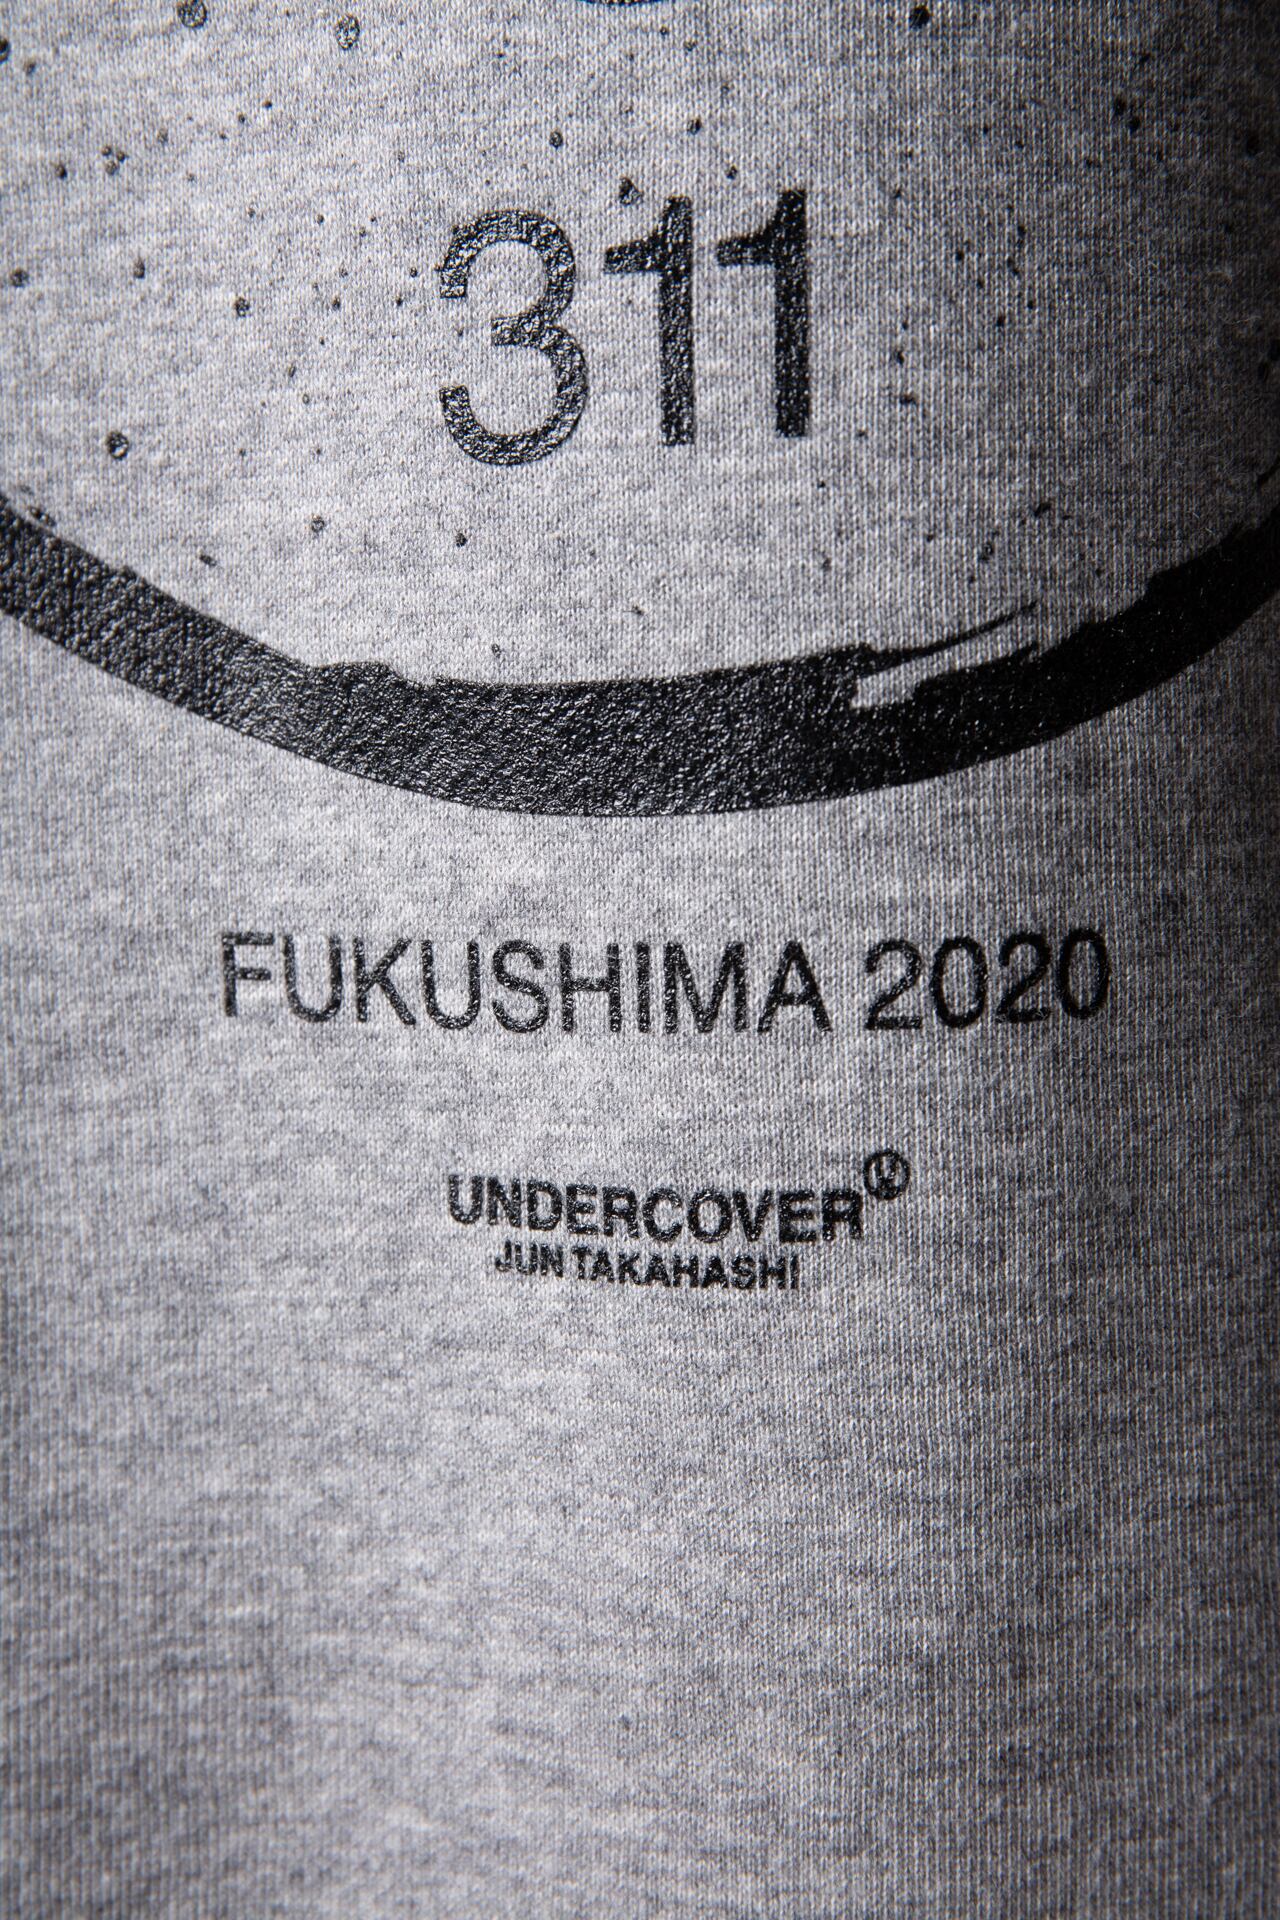 311
FUKUSHIMA 2020
UNDERCOVER
JUN TAKAHASHI